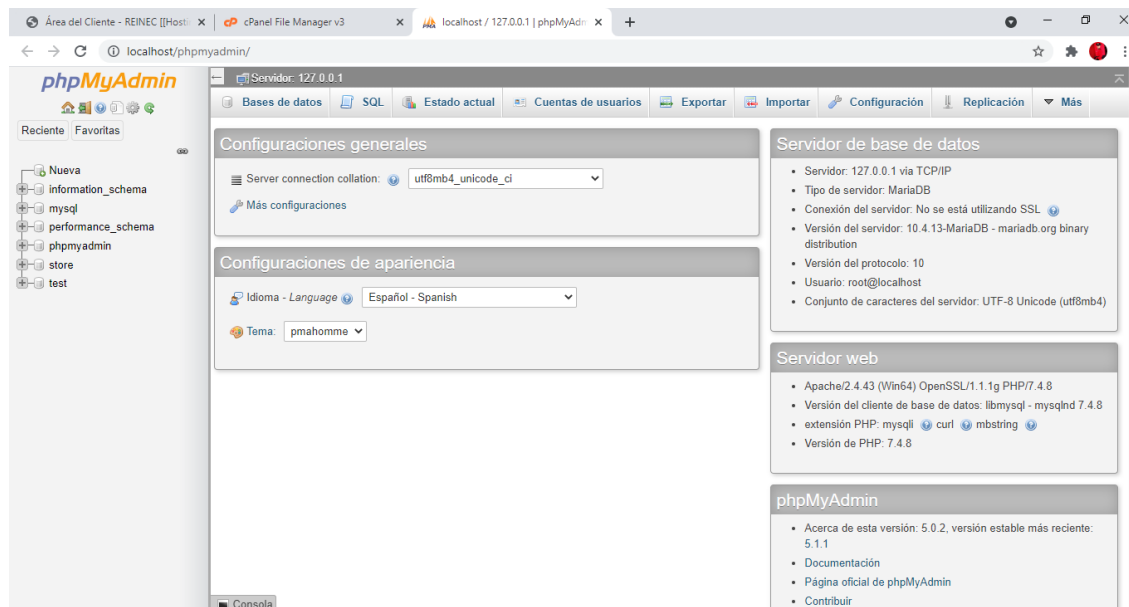 Área del Cliente - REINEC [[Hosti
cPanel File Manager v3
localhost / 127.0.0.1 | phpMyAdm
localhost/phpmyadmin/
phpMyAdmin
Reciente Favoritas
Nueva
information_schema
mysql
performance_schema
phpmyadmin
store
test
Servidor: 127.0.0.1
Bases de datos SQL Estado actual Cuentas de usuarios Exportar Importar Configuración Replicación Más
Configuraciones generales
Server connection collation: utf8mb4_unicode_ci
Más configuraciones
Configuraciones de apariencia
Idioma - Language Español - Spanish
Tema: pmahomme
Servidor de base de datos
Servidor: 127.0.0.1 via TCP/IP
Tipo de servidor: MariaDB
Conexión del servidor: No se está utilizando SSL
Versión del servidor: 10.4.13-MariaDB - mariadb.org binary
distribution
Versión del protocolo: 10
Usuario: root@localhost
Conjunto de caracteres del servidor: UTF-8 Unicode (utf8mb4)
Servidor web
Apache/2.4.43 (Win64) OpenSSL/1.1.1g PHP/7.4.8
Versión del cliente de base de datos: libmysql - mysqlnd 7.4.8
extensión PHP: mysqli curl mbstring
Versión de PHP: 7.4.8
phpMyAdmin
Acerca de esta versión: 5.0.2, versión estable más reciente:
5.1.1
Documentación
Página oficial de phpMyAdmin
Contribuir
Consola